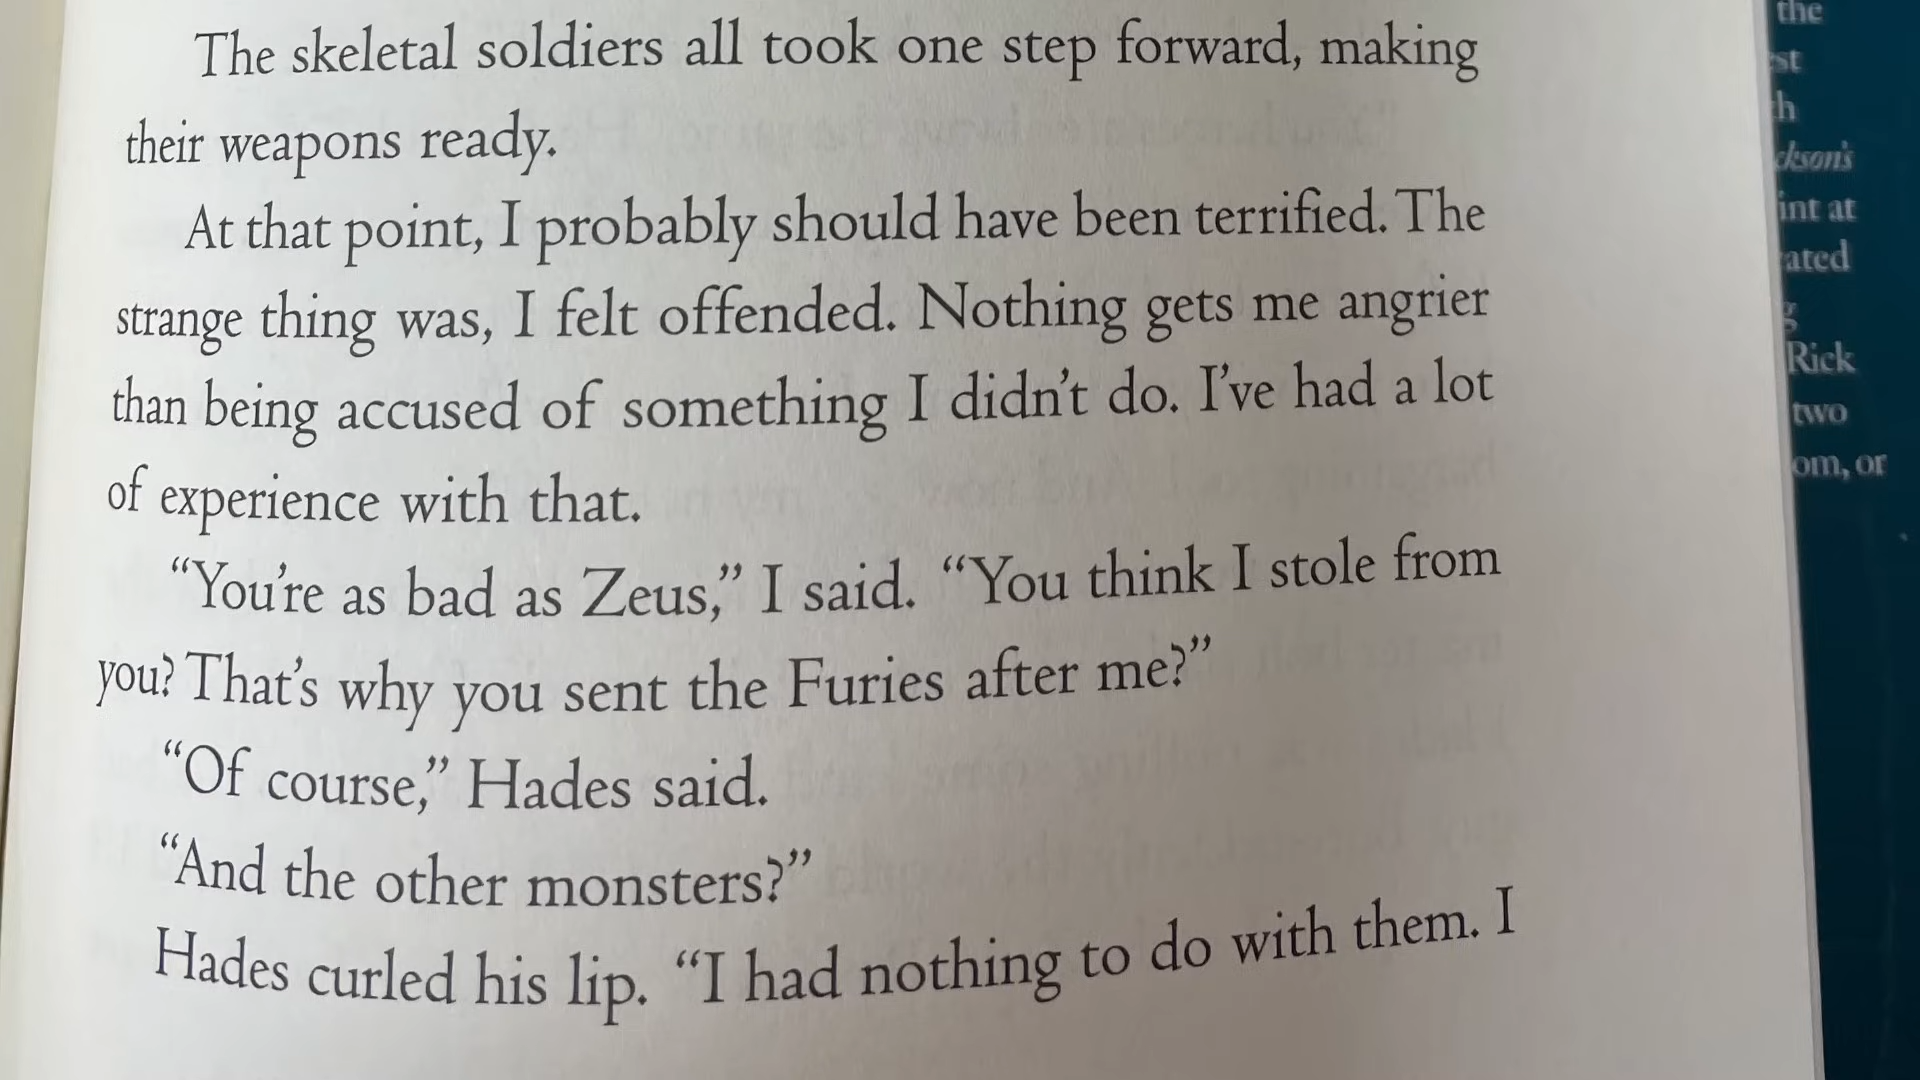 The skeletal soldiers all took one step forward, making
their weapons ready.
At that point, I probably should have been terrified. The
strange thing was, I felt offended. Nothing gets me angrier
than being accused of something I didn't do. I've had a lot
of experience with that.
“You're as bad as Zeus,” I said. “You think I stole from
you? That's why you sent the Furies after me?”
“Of course,” Hades said.
“And the other monsters?”
Hades curled his lip. “I had nothing to do with them. I
the
Rick
two
or